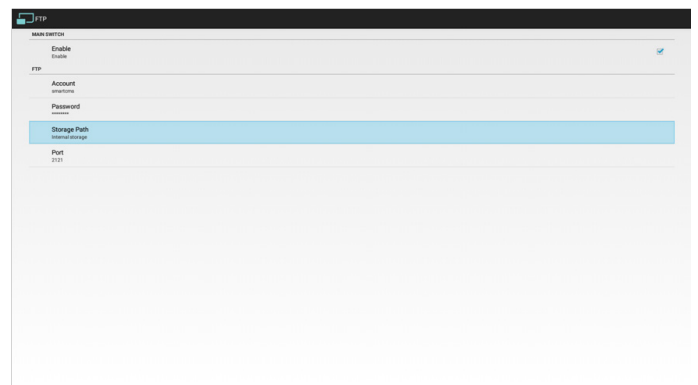 FTP
MAIN SWITCH
Enable
Enable
FTP
Account
smartcms
Password
********
Storage Path
Internal storage
Port
2121